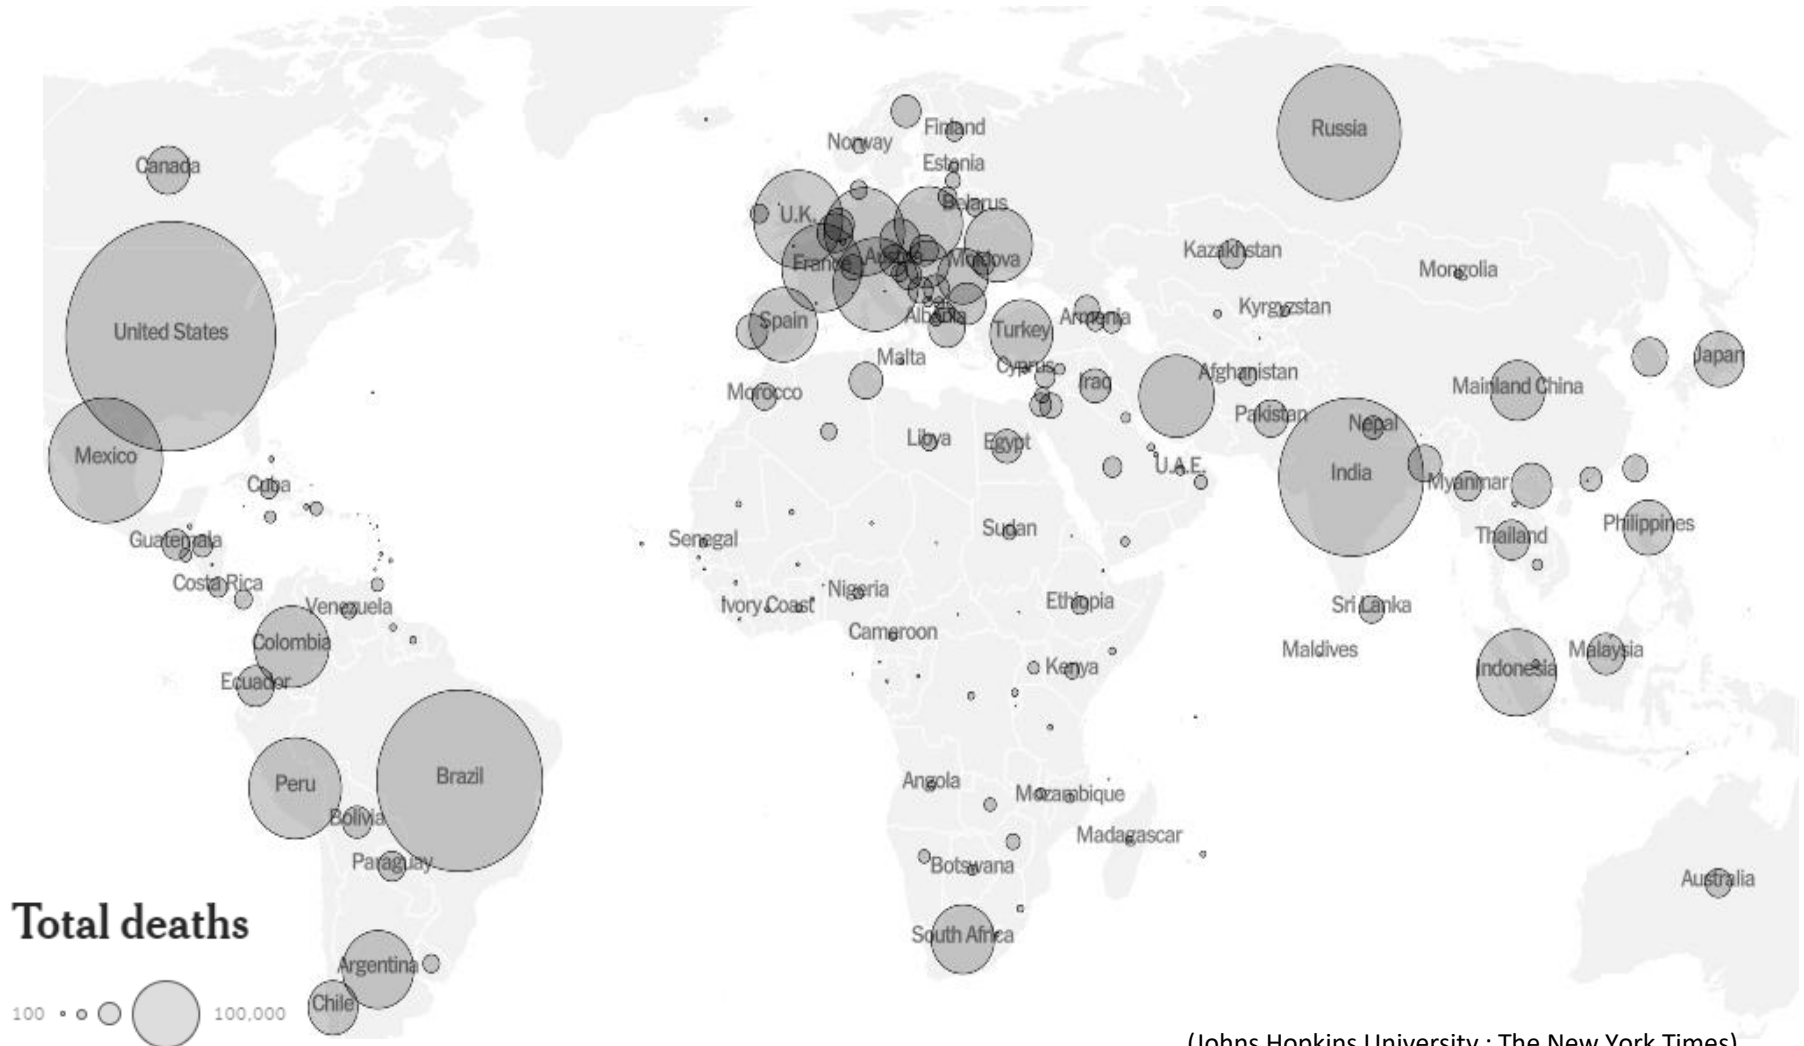 Russia
Finland
Norway
Canada
Estonia
Belarus
U.K.
Kazakhstan
France
Austria
Moldova
Mongolia
Kyrgyzstan
Albania
Armenia
Spain
Turkey
United States
Malta
Japan
Cyprus
Afghanistan
Iraq
Mainland China
Morocco
Pakistan
Nepal
Libya
Egypt
Mexico
U.A.E.
India
Cuba
Myanmar
Philippines
Sudan
Thailand
Guatemala
Senegal
Costa Rica
Nigeria
Venezuela
Ivory Coast
Ethiopia
Sri Lanka
Cameroon
Colombia
Maldives
Malaysia
Kenya
Indonesia
Ecuador
Brazil
Peru
Angola
Mozambique
Bolivia
Madagascar
Paraguay
Botswana
Australia
Total deaths
South Africa
Argentina
Chile
100
100,000
(Johns Hopkins University ; The New York Times)